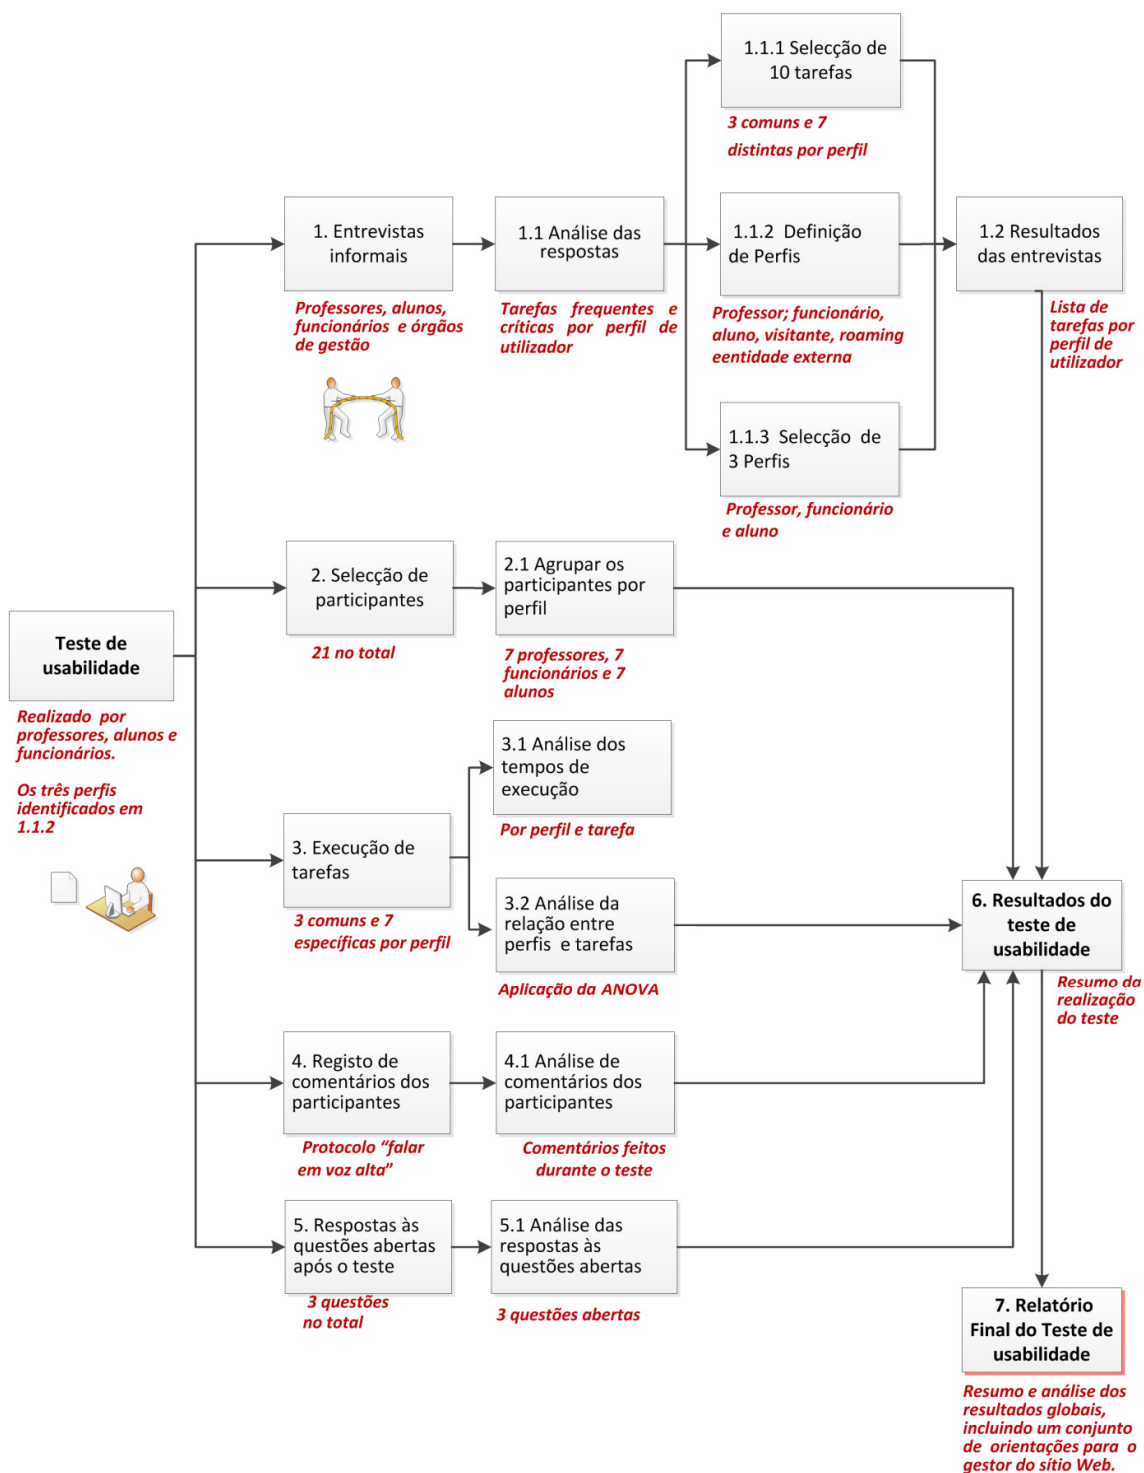 1.1.1 Selecção de
10 tarefas
3 comuns e 7
distintas por perfil
1. Entrevistas
informais
Professores, alunos,
funcionários e órgãos
de gestão
1.1 Análise das
respostas
Tarefas frequentes e
críticas por perfil de
utilizador
1.1.2 Definição
de Perfis
Professor; funcionário,
aluno, visitante, roaming
eentidade externa
1.2 Resultados
das entrevistas
Lista de
tarefas por
perfil de
utilizador
1.1.3 Selecção de
3 Perfis
Professor, funcionário
e aluno
2. Selecção de
participantes
21 no total
2.1 Agrupar os
participantes por
perfil
7 professores, 7
funcionários e 7
alunos
Teste de
usabilidade
Realizado por
professores, alunos e
funcionários.
Os três perfis
identificados em
1.1.2
3. Execução de
tarefas
3 comuns e 7
específicas por perfil
3.1 Análise dos
tempos de
execução
Por perfil e tarefa
3.2 Análise da
relação entre
perfis e tarefas
Aplicação da ANOVA
6. Resultados do
teste de
usabilidade
Resumo da
realização
do teste
4. Registo de
comentários dos
participantes
Protocolo “falar
em voz alta”
4.1 Análise de
comentários dos
participantes
Comentários feitos
durante o teste
5. Respostas às
questões abertas
após o teste
3 questões
no total
5.1 Análise das
respostas às
questões abertas
3 questões abertas
7. Relatório
Final do Teste de
usabilidade
Resumo e análise dos
resultados globais,
incluindo um conjunto
de orientações para o
gestor do sítio Web.